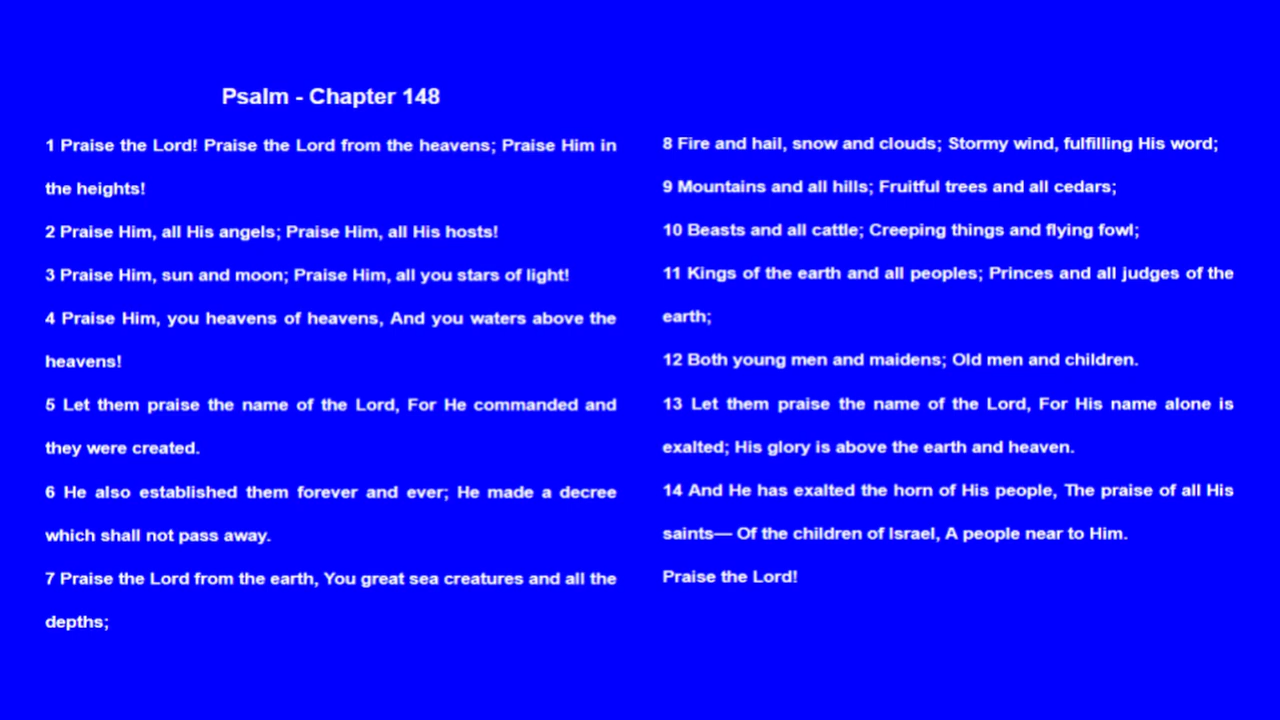 Psalm - Chapter 148
1 Praise the Lord! Praise the Lord from the heavens; Praise Him in
the heights!
2 Praise Him, all His angels; Praise Him, all His hosts!
3 Praise Him, sun and moon; Praise Him, all you stars of light!
4 Praise Him, you heavens of heavens, And you waters above the
heavens!
5 Let them praise the name of the Lord, For He commanded and
they were created.
6 He also established them forever and ever; He made a decree
which shall not pass away.
7 Praise the Lord from the earth, You great sea creatures and all the
depths;
8 Fire and hail, snow and clouds; Stormy wind, fulfilling His word;
9 Mountains and all hills; Fruitful trees and all cedars;
10 Beasts and all cattle; Creeping things and flying fowl;
11 Kings of the earth and all peoples; Princes and all judges of the
earth;
12 Both young men and maidens; Old men and children.
13 Let them praise the name of the Lord, For His name alone is
exalted; His glory is above the earth and heaven.
14 And He has exalted the horn of His people, The praise of all His
saints— Of the children of Israel, A people near to Him.
Praise the Lord!